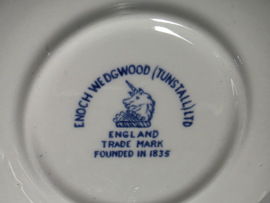 ENOCH WEDGWOOD (TUNSTALL) LTD
ENGLAND
TRADE MARK
FOUNDED IN 1835